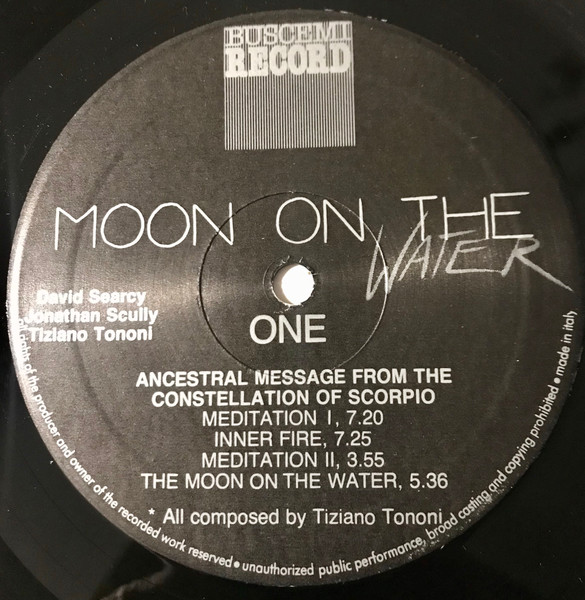 BUSCEMI
RECORD
MOON ON THE
WATER
David Searcy
Jonathan Scully
Tiziano Tononi
ONE
ANCESTRAL MESSAGE FROM THE
CONSTELLATION OF SCORPIO
MEDITATION I, 7.20
INNER FIRE, 7.25
MEDITATION II, 3.55
THE MOON ON THE WATER, 5.36
* All composed by Tiziano Tononi
rights of the producer and owner of the recorded work reserved • unauthorized public performance, broad casting and copying prohibited • made in italy